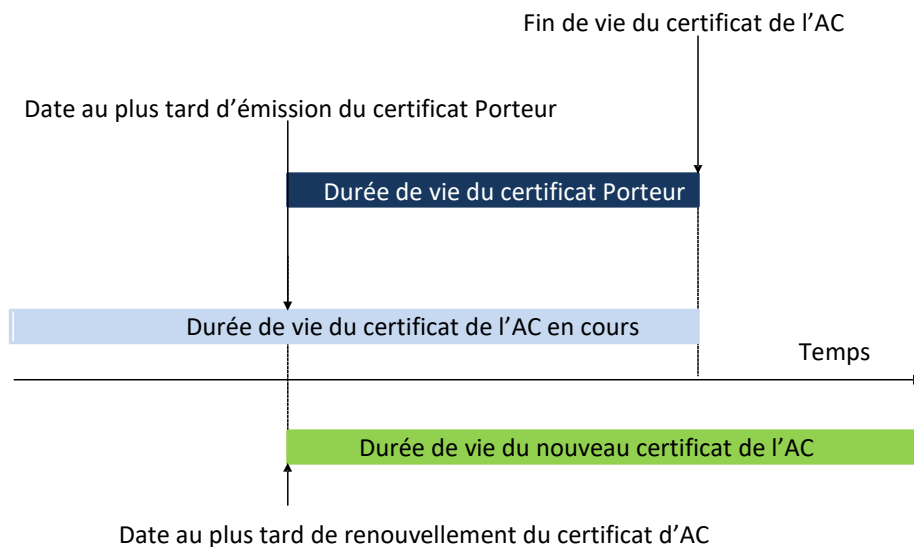 Fin de vie du certificat de l’AC
Date au plus tard d’émission du certificat Porteur
Durée de vie du certificat Porteur
Durée de vie du certificat de l’AC en cours
Temps
Durée de vie du nouveau certificat de l’AC
Date au plus tard de renouvellement du certificat d’AC